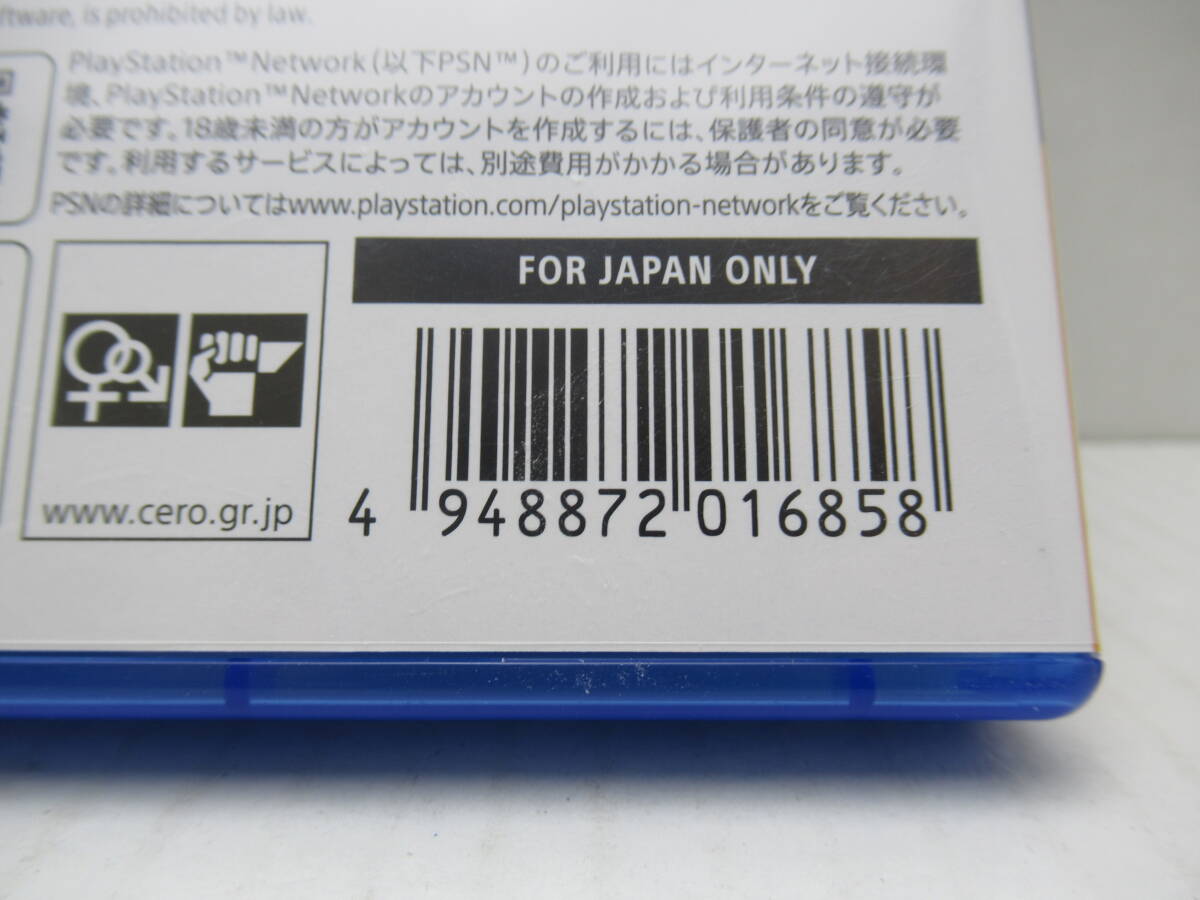 ftware, is prohibited by law.
PlayStation™Network(以下PSN™)のご利用にはインターネット接続環
境、PlayStation™Networkのアカウントの作成および利用条件の遵守が
必要です。18歳未満の方がアカウントを作成するには、保護者の同意が必要
です。利用するサービスによっては、別途費用がかかる場合があります。
PSNの詳細についてはwww.playstation.com/playstation-networkをご覧ください。
FOR JAPAN ONLY
www.cero.gr.jp
4 948872 016858